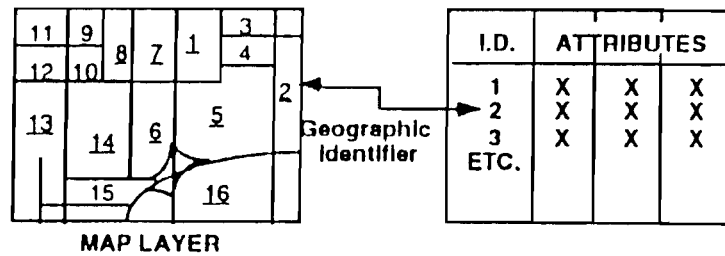 11 9 8 7 1 3
4
12 10 2
13 14 6 5
15 16
MAP LAYER
Geographic
Identifier
I.D. ATTRIBUTES
1 X X X
2 X X X
3 X X X
ETC.